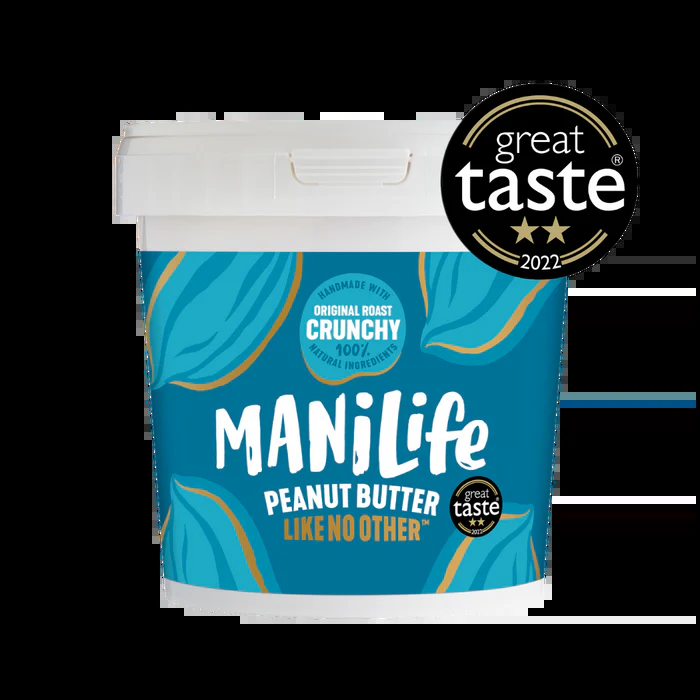 great
taste®
2022
HANDMADE WITH
ORIGINAL ROAST
CRUNCHY
100%
NATURAL INGREDIENTS
MANiLife
PEANUT BUTTER
LIKE NO OTHER™
great
taste
2022